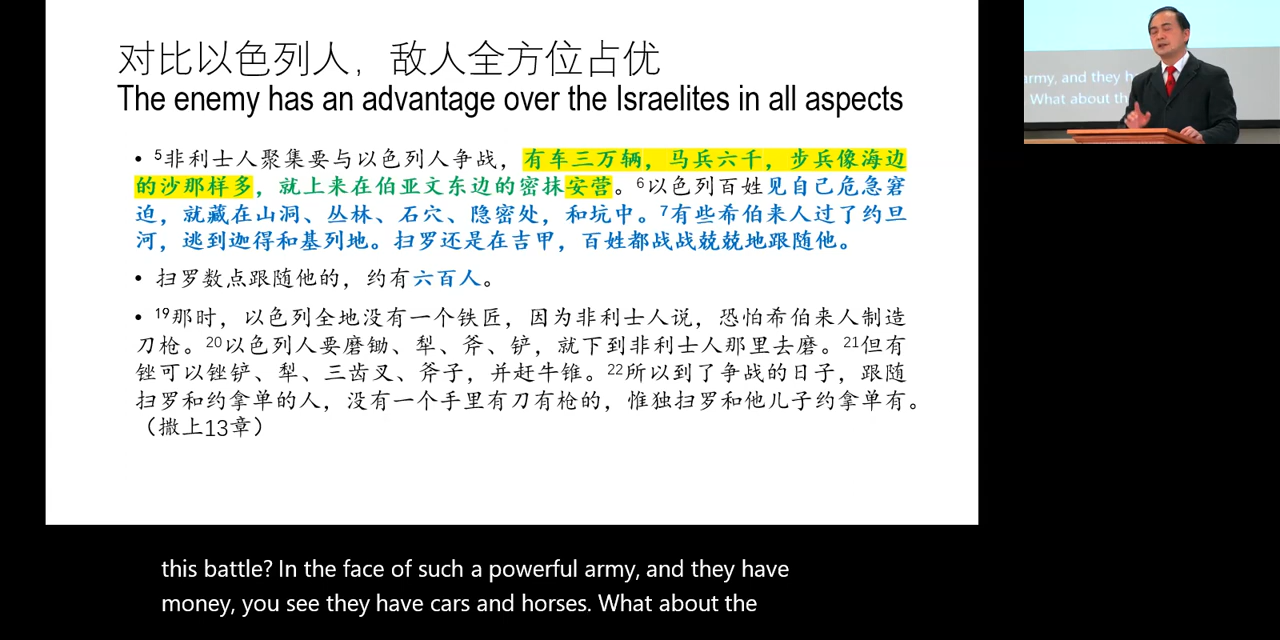 对比以色列人，敌人全方位占优
The enemy has an advantage over the Israelites in all aspects
• ⁵非利士人聚集要与以色列人争战，有车三万辆，马兵六千，步兵像海边
的沙那样多，就上来在伯亚文东边的密抹安营。⁶以色列百姓见自己危急窘
迫，就藏在山洞、丛林、石穴、隐密处，和坑中。⁷有些希伯来人过了约旦
河，逃到迦得和基列地。扫罗还是在吉甲，百姓都战战兢兢地跟随他。
• 扫罗数点跟随他的，约有六百人。
• ¹⁹那时，以色列全地没有一个铁匠，因为非利士人说，恐怕希伯来人制造
刀枪。²⁰以色列人要磨锄、犁、斧、铲，就下到非利士人那里去磨。²¹但有
锉可以锉铲、犁、三齿叉、斧子，并赶牛锥。²²所以到了争战的日子，跟随
扫罗和约拿单的人，没有一个手里有刀有枪的，惟独扫罗和他儿子约拿单有。
（撒上13章）
army, and they h
What about th
this battle? In the face of such a powerful army, and they have
money, you see they have cars and horses. What about the